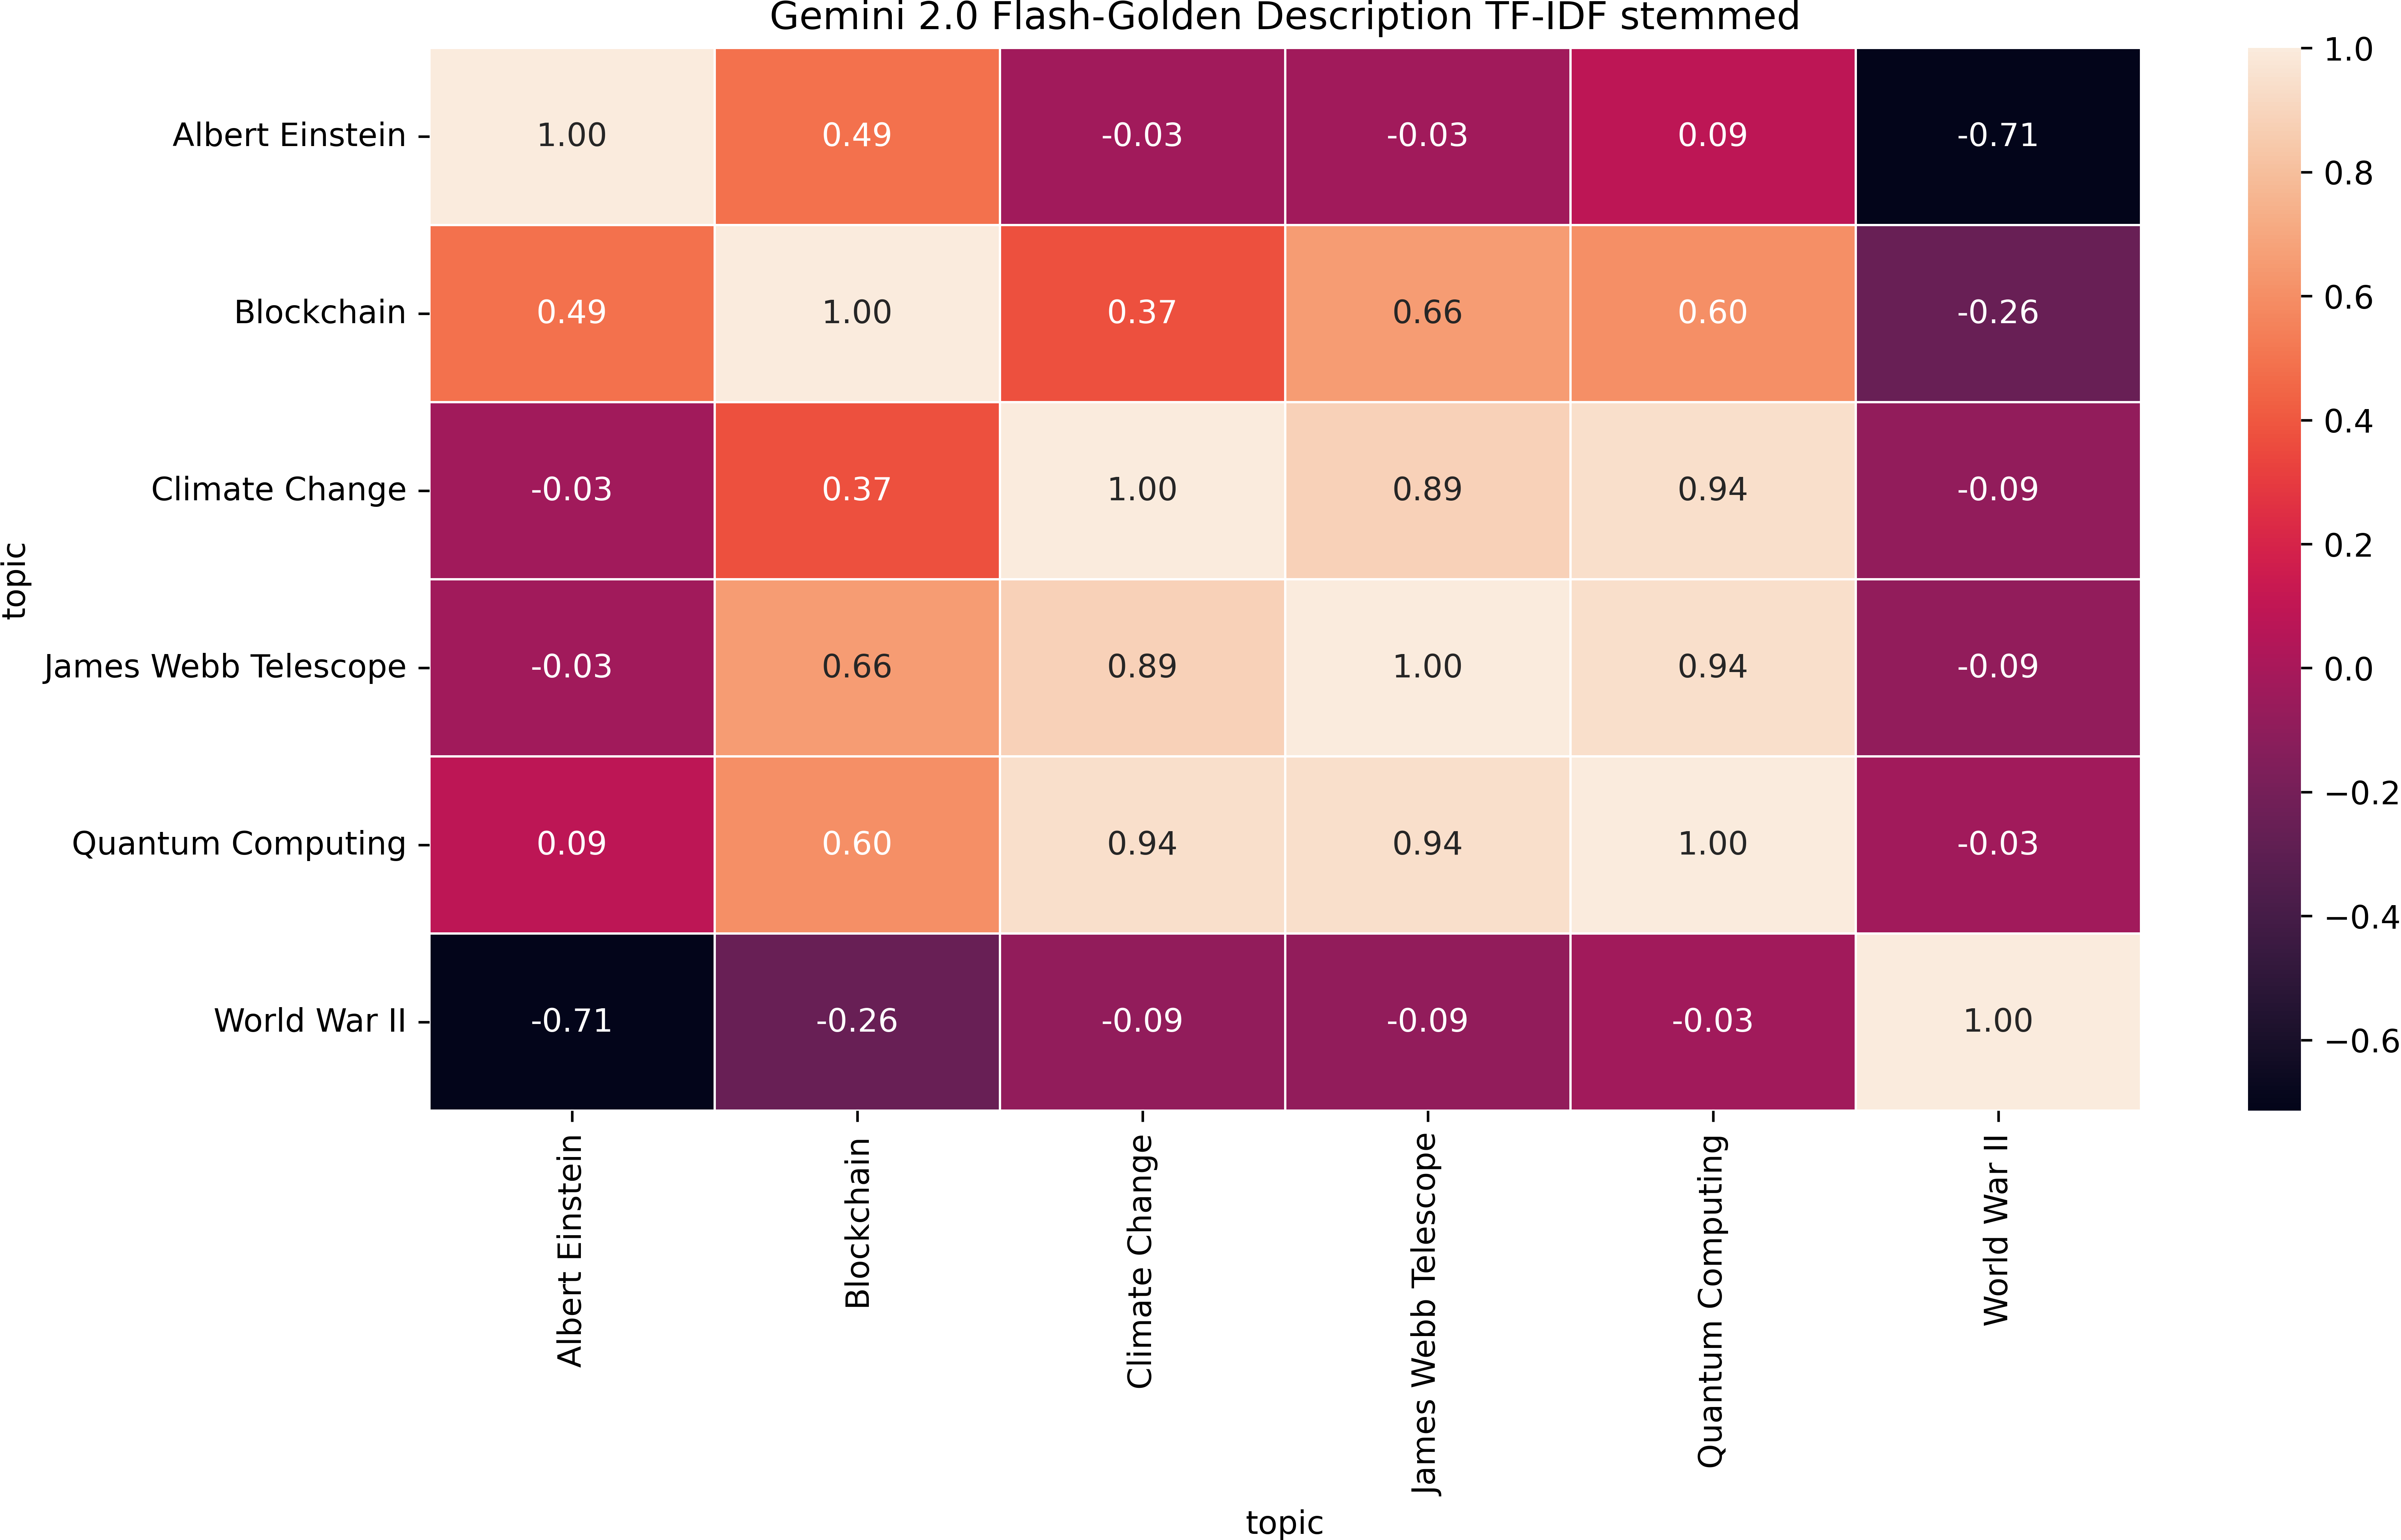 Gemini 2.0 Flash-Golden Description TF-IDF stemmed
topic
Albert Einstein 1.00 0.49 -0.03 -0.03 0.09 -0.71
Blockchain 0.49 1.00 0.37 0.66 0.60 -0.26
Climate Change -0.03 0.37 1.00 0.89 0.94 -0.09
James Webb Telescope -0.03 0.66 0.89 1.00 0.94 -0.09
Quantum Computing 0.09 0.60 0.94 0.94 1.00 -0.03
World War II -0.71 -0.26 -0.09 -0.09 -0.03 1.00
Albert Einstein
Blockchain
Climate Change
James Webb Telescope
Quantum Computing
World War II
topic
1.0
0.8
0.6
0.4
0.2
0.0
−0.2
−0.4
−0.6